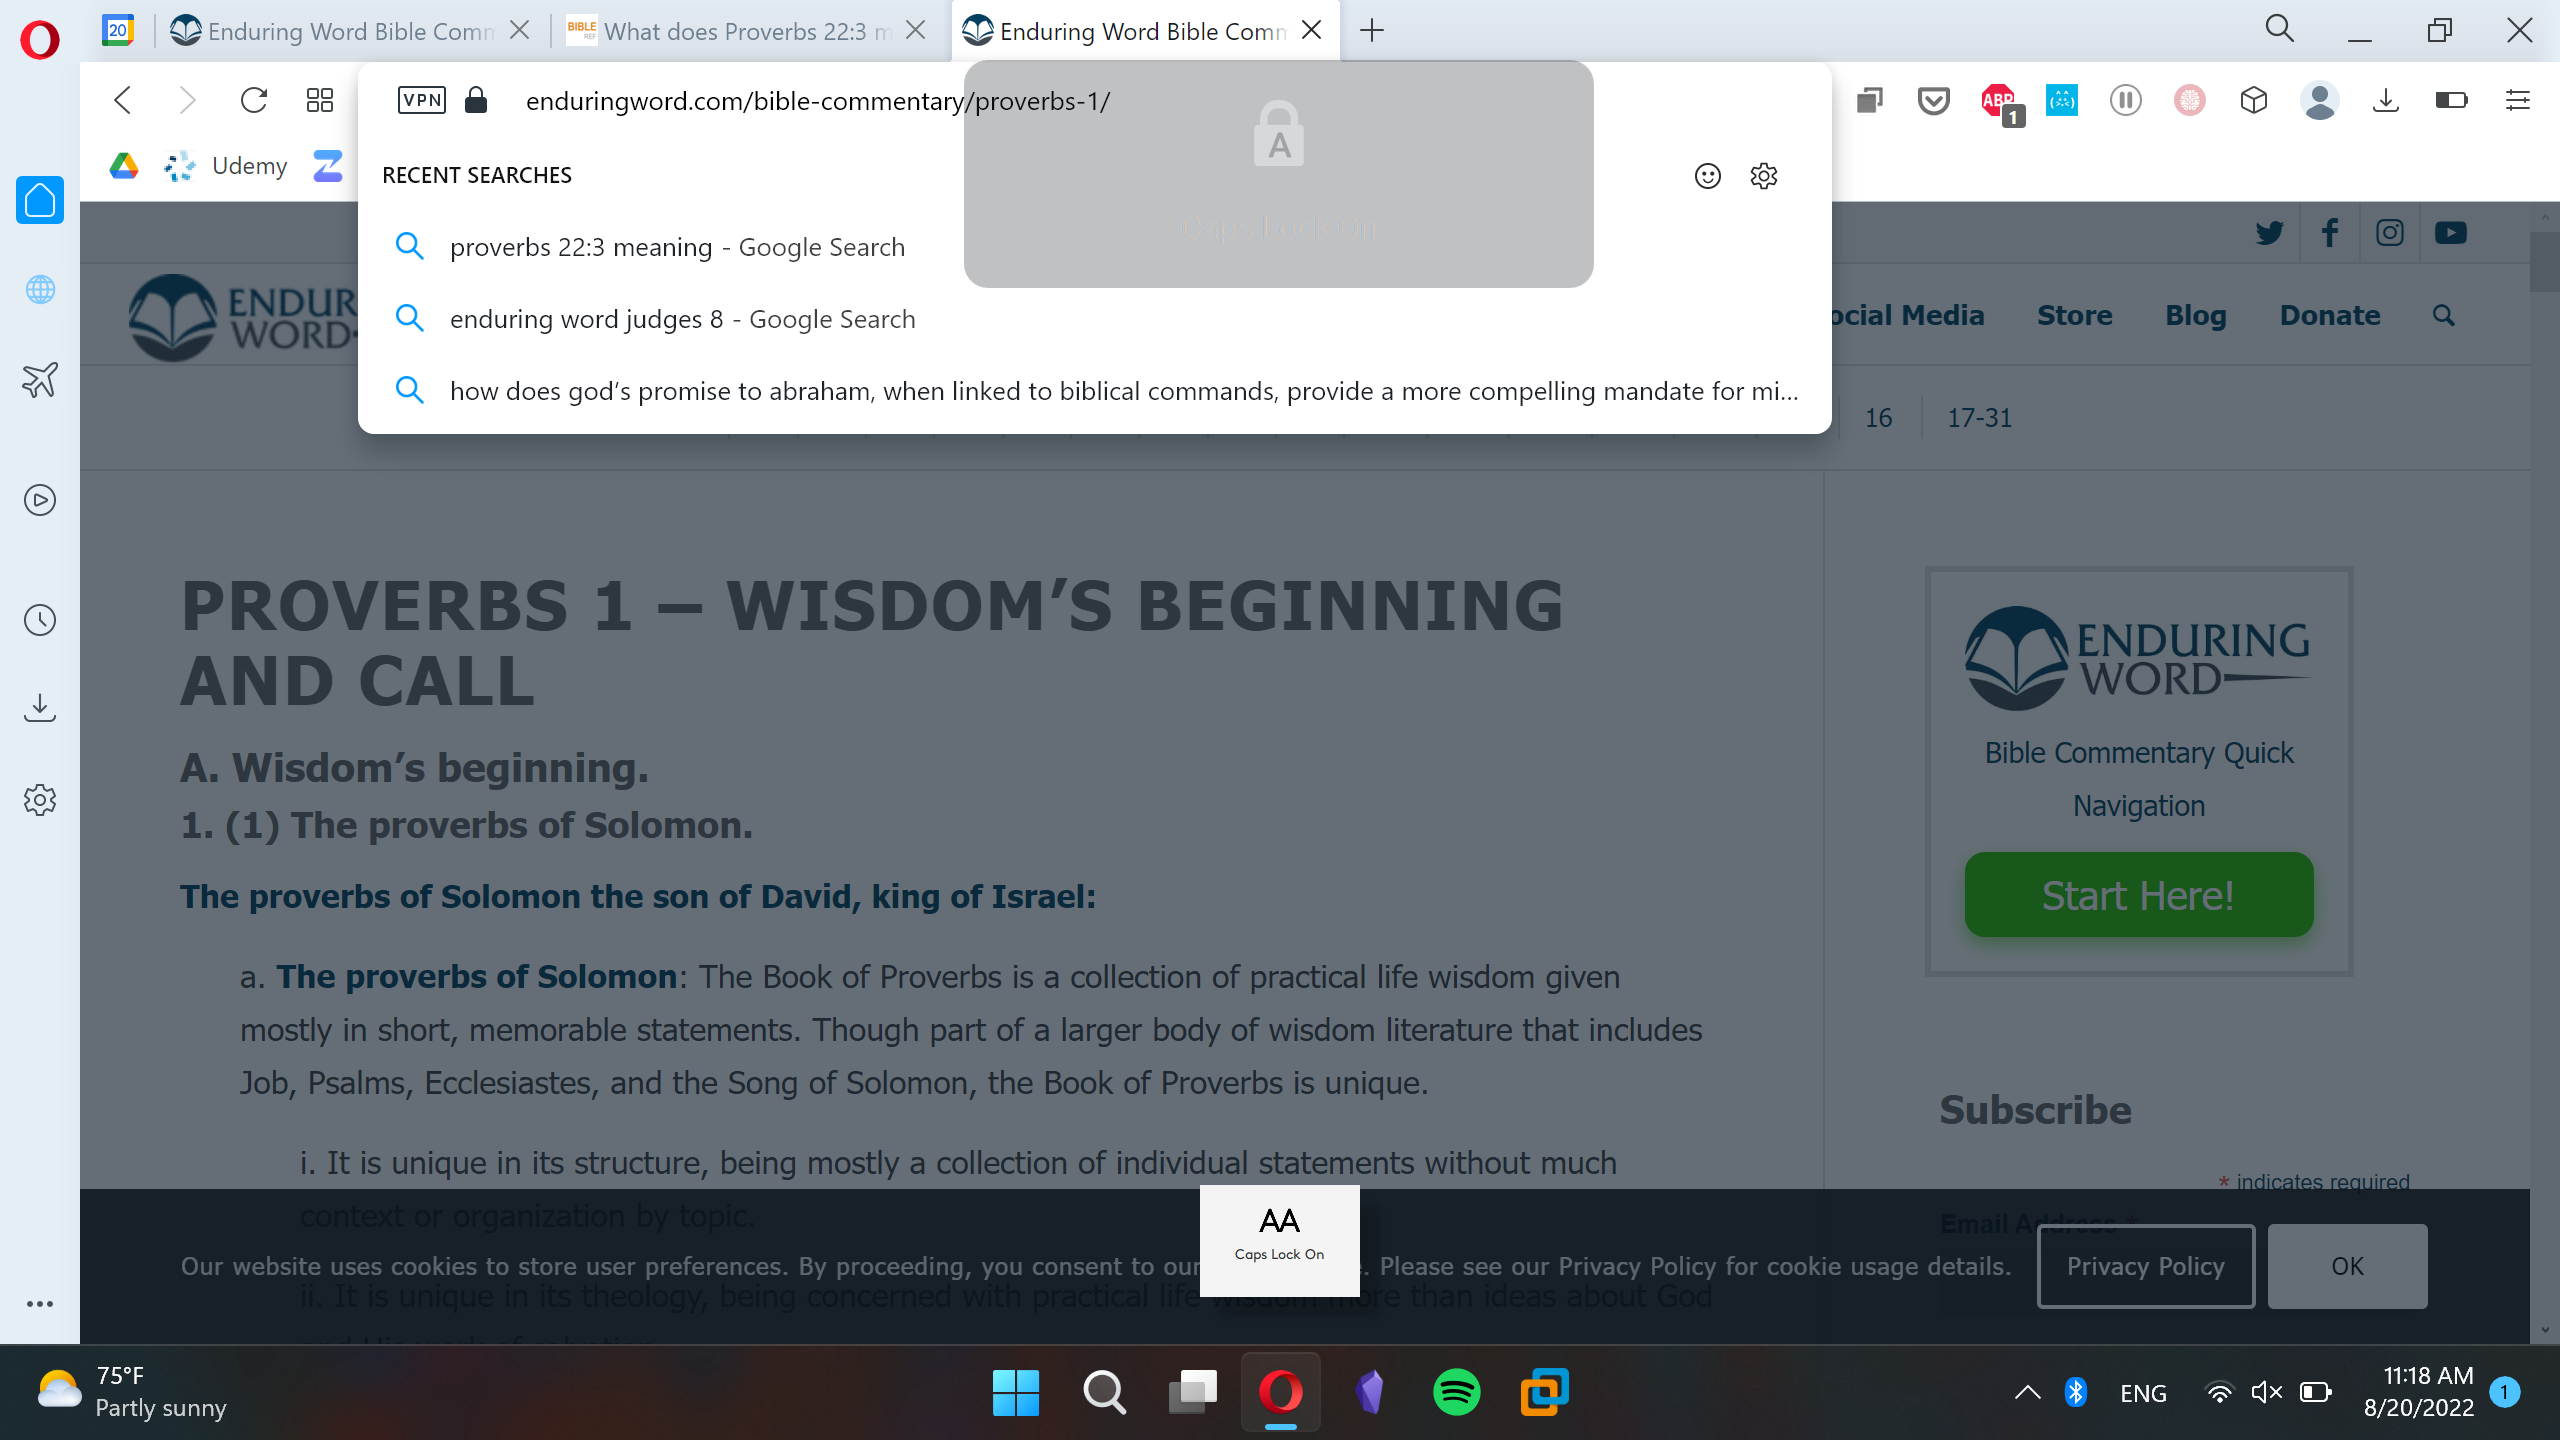 20
Enduring Word Bible Comm
BIBLE
REF
What does Proverbs 22:3 m
Enduring Word Bible Comm
VPN
enduringword.com/bible-commentary/proverbs-1/
ABP
1
Udemy
RECENT SEARCHES
A
Caps Lock On
proverbs 22:3 meaning - Google Search
enduring word judges 8 - Google Search
how does god's promise to abraham, when linked to biblical commands, provide a more compelling mandate for mi...
ENDUR
WORD
ocial Media
Store
Blog
Donate
16
17-31
PROVERBS 1 – WISDOM'S BEGINNING
AND CALL
A. Wisdom's beginning.
1. (1) The proverbs of Solomon.
The proverbs of Solomon the son of David, king of Israel:
a. The proverbs of Solomon: The Book of Proverbs is a collection of practical life wisdom given
mostly in short, memorable statements. Though part of a larger body of wisdom literature that includes
Job, Psalms, Ecclesiastes, and the Song of Solomon, the Book of Proverbs is unique.
i. It is unique in its structure, being mostly a collection of individual statements without much
context or organization by topic.
ii. It is unique in its theology, being concerned with practical life wisdom more than ideas about God
ENDURING
WORD
Bible Commentary Quick
Navigation
Start Here!
Subscribe
* indicates required
Email Address *
Our website uses cookies to store user preferences. By proceeding, you consent to our
. Please see our Privacy Policy for cookie usage details.
Privacy Policy
OK
AA
Caps Lock On
75°F
Partly sunny
ENG
11:18 AM
8/20/2022
1